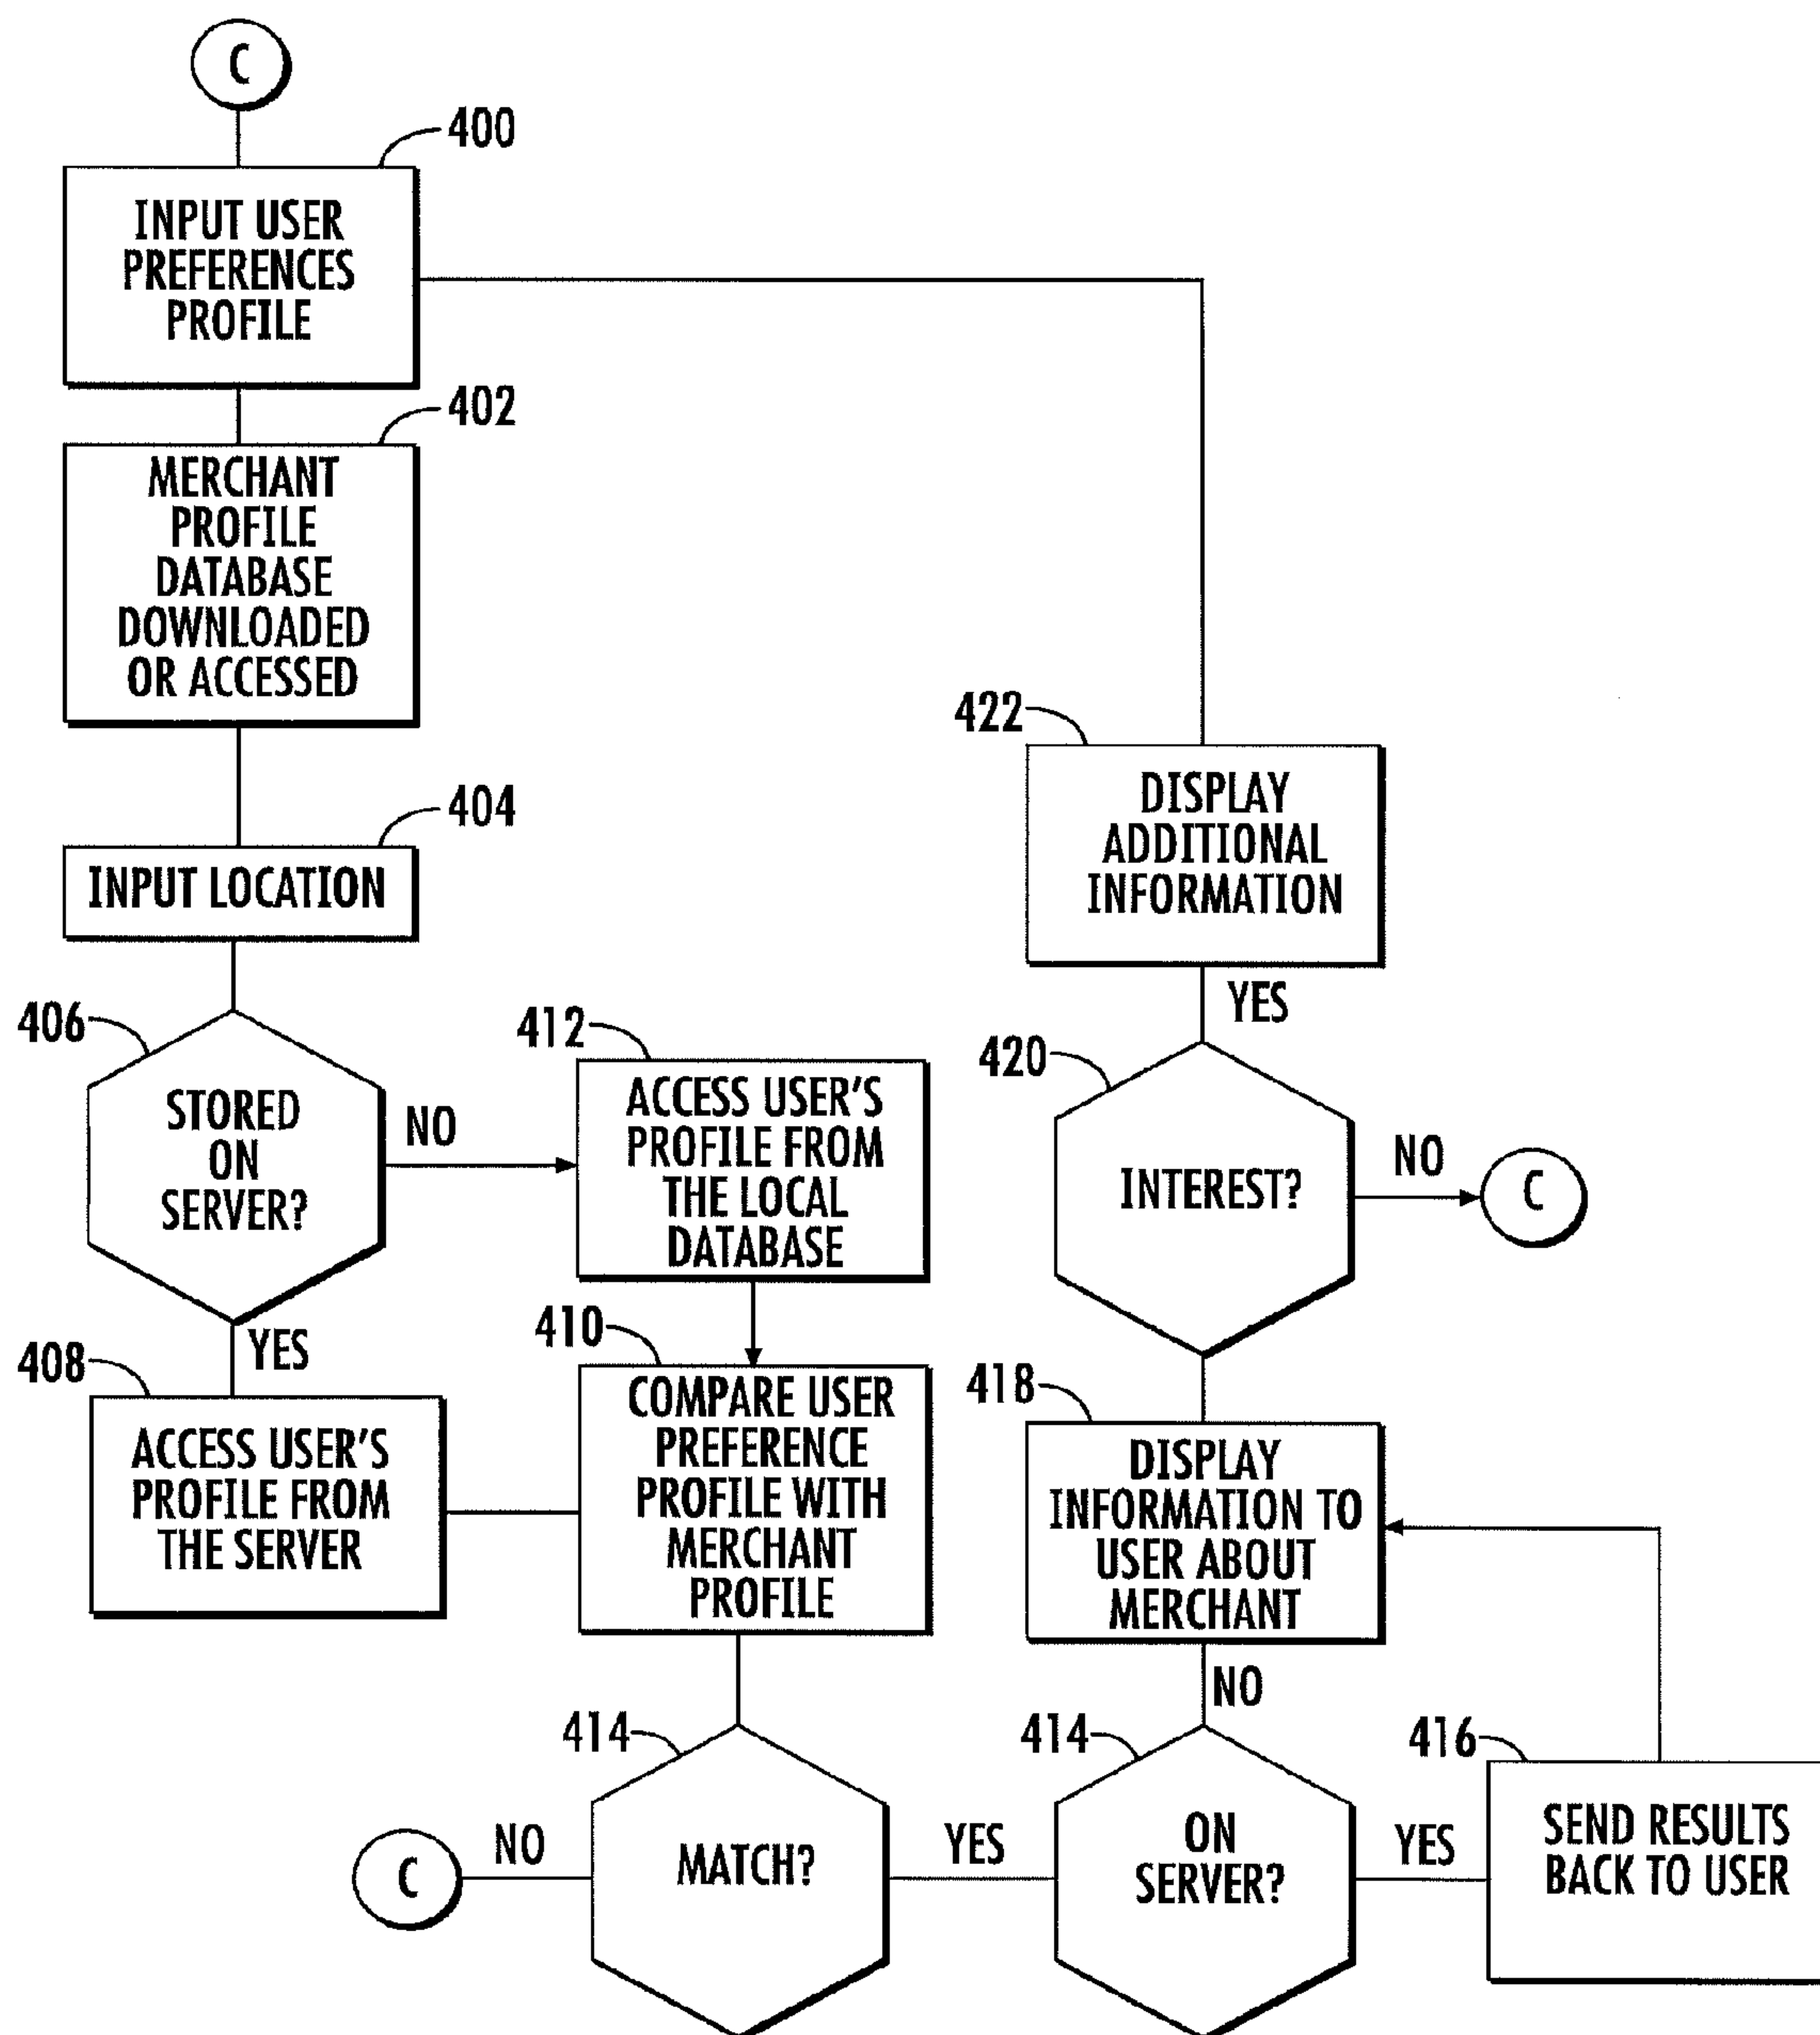 C
400
INPUT USER
PREFERENCES
PROFILE
402
MERCHANT
PROFILE
DATABASE
DOWNLOADED
OR ACCESSED
404
INPUT LOCATION
406
STORED
ON
SERVER?
NO
YES
412
ACCESS USER'S
PROFILE FROM
THE LOCAL
DATABASE
408
ACCESS USER'S
PROFILE FROM
THE SERVER
410
COMPARE USER
PREFERENCE
PROFILE WITH
MERCHANT
PROFILE
414
MATCH?
NO
C
YES
414
ON
SERVER?
YES
416
SEND RESULTS
BACK TO USER
NO
418
DISPLAY
INFORMATION TO
USER ABOUT
MERCHANT
420
INTEREST?
NO
C
YES
422
DISPLAY
ADDITIONAL
INFORMATION